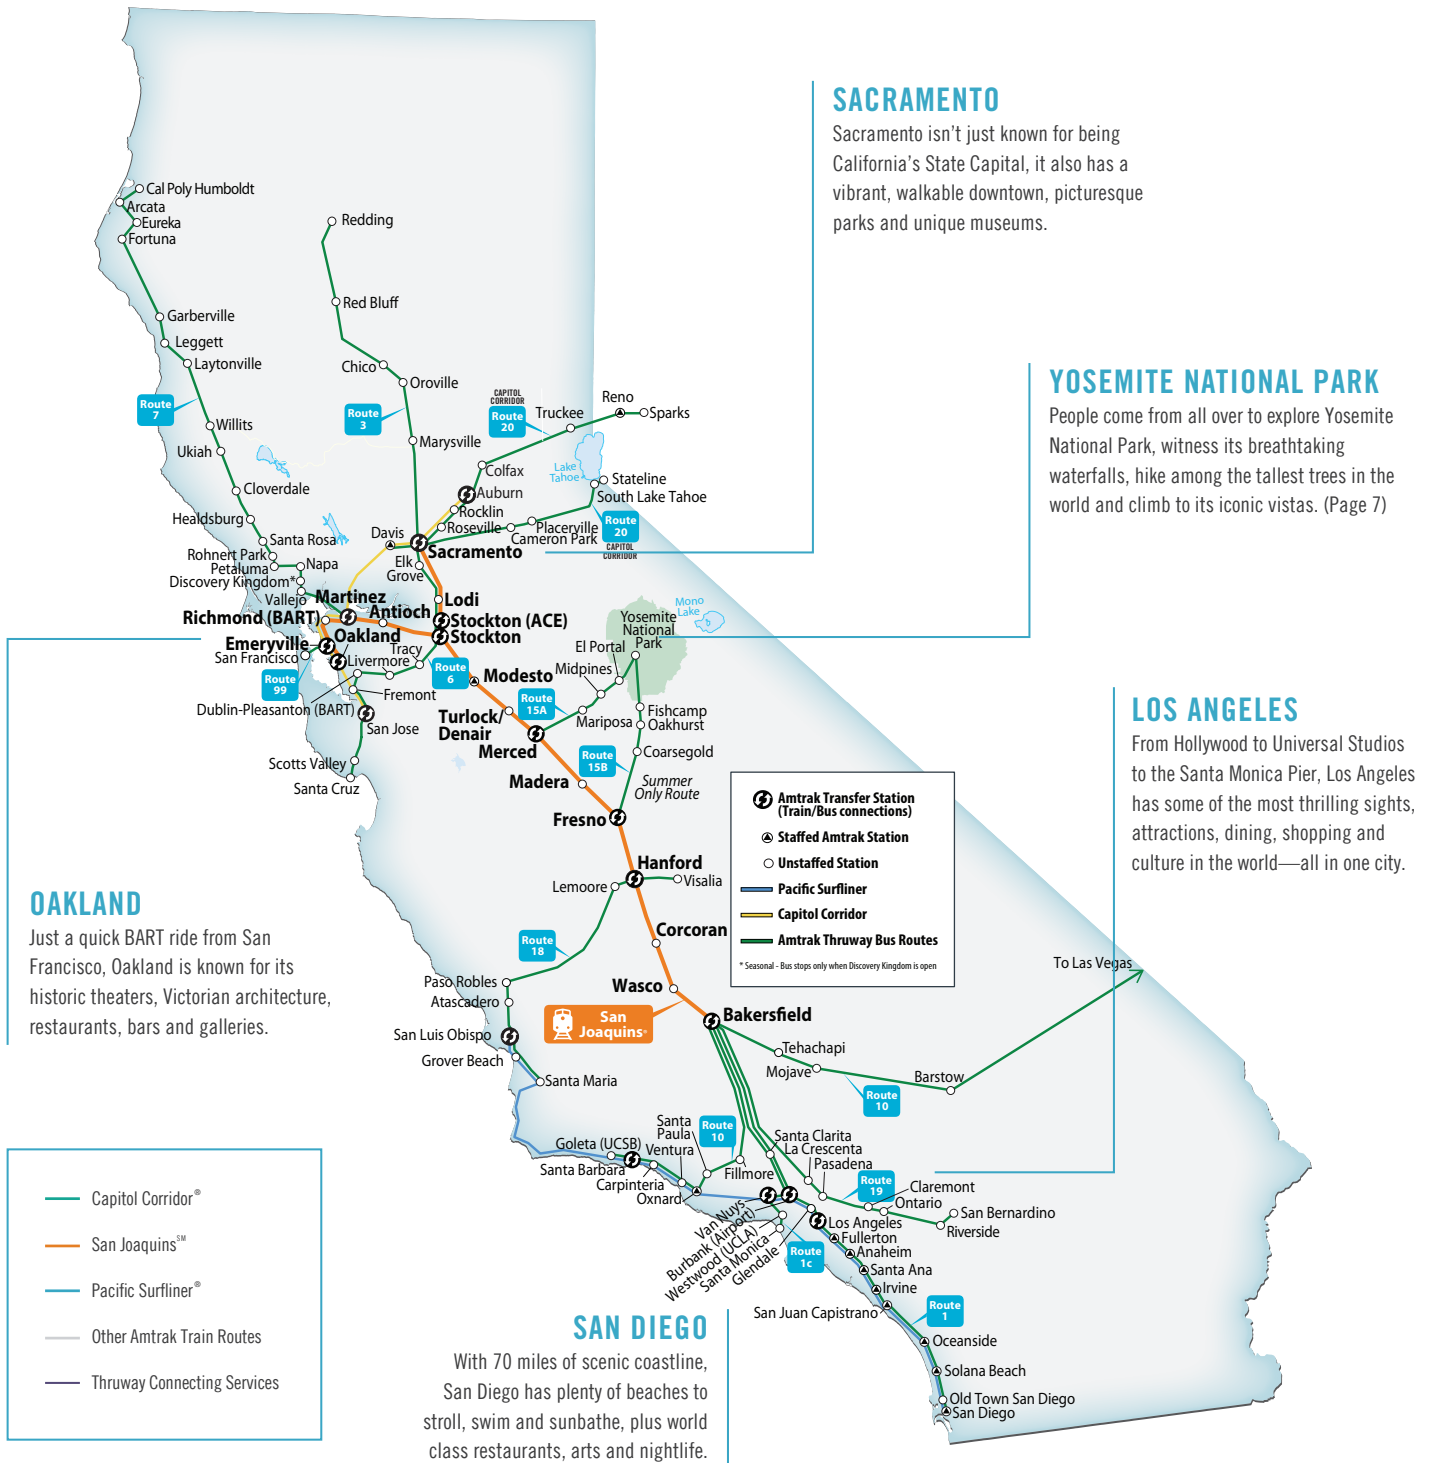 SACRAMENTO
Sacramento isn't just known for being
California's State Capital, it also has a
vibrant, walkable downtown, picturesque
parks and unique museums.
YOSEMITE NATIONAL PARK
People come from all over to explore Yosemite
National Park, witness its breathtaking
waterfalls, hike among the tallest trees in the
world and climb to its iconic vistas. (Page 7)
LOS ANGELES
From Hollywood to Universal Studios
to the Santa Monica Pier, Los Angeles
has some of the most thrilling sights,
attractions, dining, shopping and
culture in the world—all in one city.
OAKLAND
Just a quick BART ride from San
Francisco, Oakland is known for its
historic theaters, Victorian architecture,
restaurants, bars and galleries.
SAN DIEGO
With 70 miles of scenic coastline,
San Diego has plenty of beaches to
stroll, swim and sunbathe, plus world
class restaurants, arts and nightlife.
Cal Poly Humboldt
Arcata
Eureka
Fortuna
Garberville
Leggett
Laytonville
Route
7
Willits
Ukiah
Cloverdale
Healdsburg
Santa Rosa
Rohnert Park
Petaluma
Napa
Discovery Kingdom*
Vallejo
Redding
Red Bluff
Chico
Oroville
Route
3
Marysville
CAPITOL
CORRIDOR
Route
20
Truckee
Reno
Sparks
Colfax
Auburn
Rocklin
Roseville
Lake
Tahoe
Stateline
South Lake Tahoe
Placerville
Cameron Park
Route
20
CAPITOL
CORRIDOR
Davis
Sacramento
Elk
Grove
Lodi
Martinez
Antioch
Richmond (BART)
Stockton (ACE)
Stockton
Emeryville
Oakland
San Francisco
Livermore
Tracy
Route
99
Route
6
Fremont
Dublin-Pleasanton (BART)
San Jose
Scotts Valley
Santa Cruz
Modesto
Turlock/
Denair
Merced
Madera
Fresno
Route
15A
Mariposa
Midpines
El Portal
Yosemite
National
Park
Mono
Lake
Fishcamp
Oakhurst
Coarsegold
Route
15B
Summer
Only Route
Hanford
Lemoore
Visalia
Corcoran
Wasco
Route
18
Paso Robles
Atascadero
San Luis Obispo
Grover Beach
Santa Maria
San
Joaquins®
Bakersfield
Tehachapi
Mojave
Barstow
Route
10
To Las Vegas
Goleta (UCSB)
Santa Barbara
Carpinteria
Ventura
Oxnard
Santa
Paula
Route
10
Fillmore
Santa Clarita
La Crescenta
Pasadena
Route
19
Claremont
Ontario
San Bernardino
Riverside
Van Nuys
Burbank (Airport)
Westwood (UCLA)
Santa Monica
Glendale
Route
1c
Los Angeles
Fullerton
Anaheim
Santa Ana
Irvine
San Juan Capistrano
Route
1
Oceanside
Solana Beach
Old Town San Diego
San Diego
Amtrak Transfer Station
(Train/Bus connections)
Staffed Amtrak Station
Unstaffed Station
Pacific Surfliner
Capitol Corridor
Amtrak Thruway Bus Routes
* Seasonal - Bus stops only when Discovery Kingdom is open
Capitol Corridor®
San Joaquins℠
Pacific Surfliner®
Other Amtrak Train Routes
Thruway Connecting Services